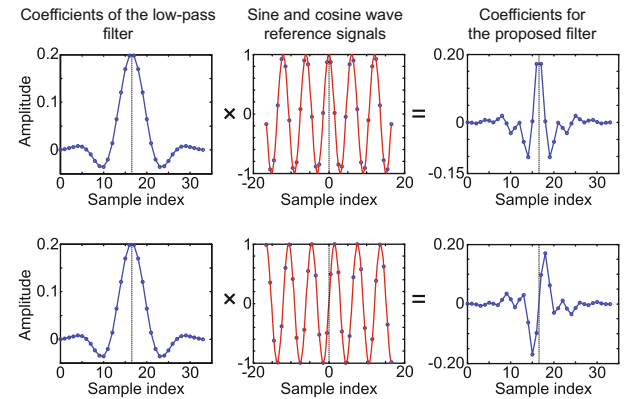 Coefficients of the low-pass
filter
Sine and cosine wave
reference signals
Coefficients for
the proposed filter
Amplitude
0.2
0.1
0
0 10 20 30
Sample index
×
1
0
-1
-20 0 20
Sample index
=
0.20
0
-0.15
0 10 20 30
Sample index
Amplitude
0.2
0.1
0
0 10 20 30
Sample index
×
1
0
-1
-20 0 20
Sample index
=
0.20
0
-0.20
0 10 20 30
Sample index